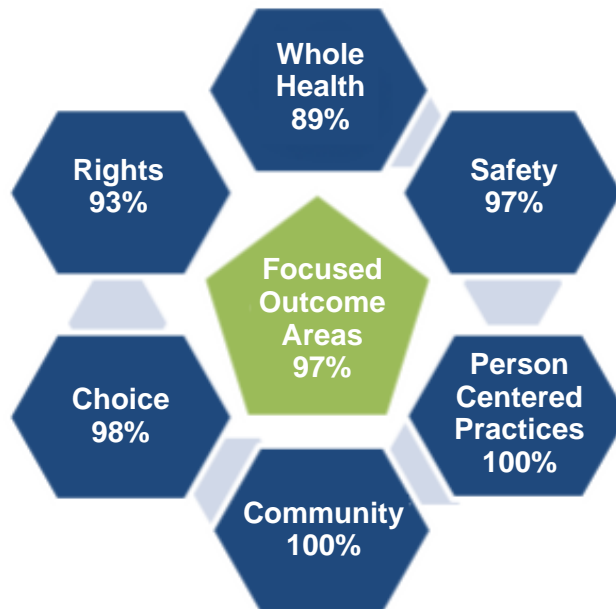 Whole
Health
89%
Rights
93%
Safety
97%
Focused
Outcome
Areas
97%
Choice
98%
Person
Centered
Practices
100%
Community
100%